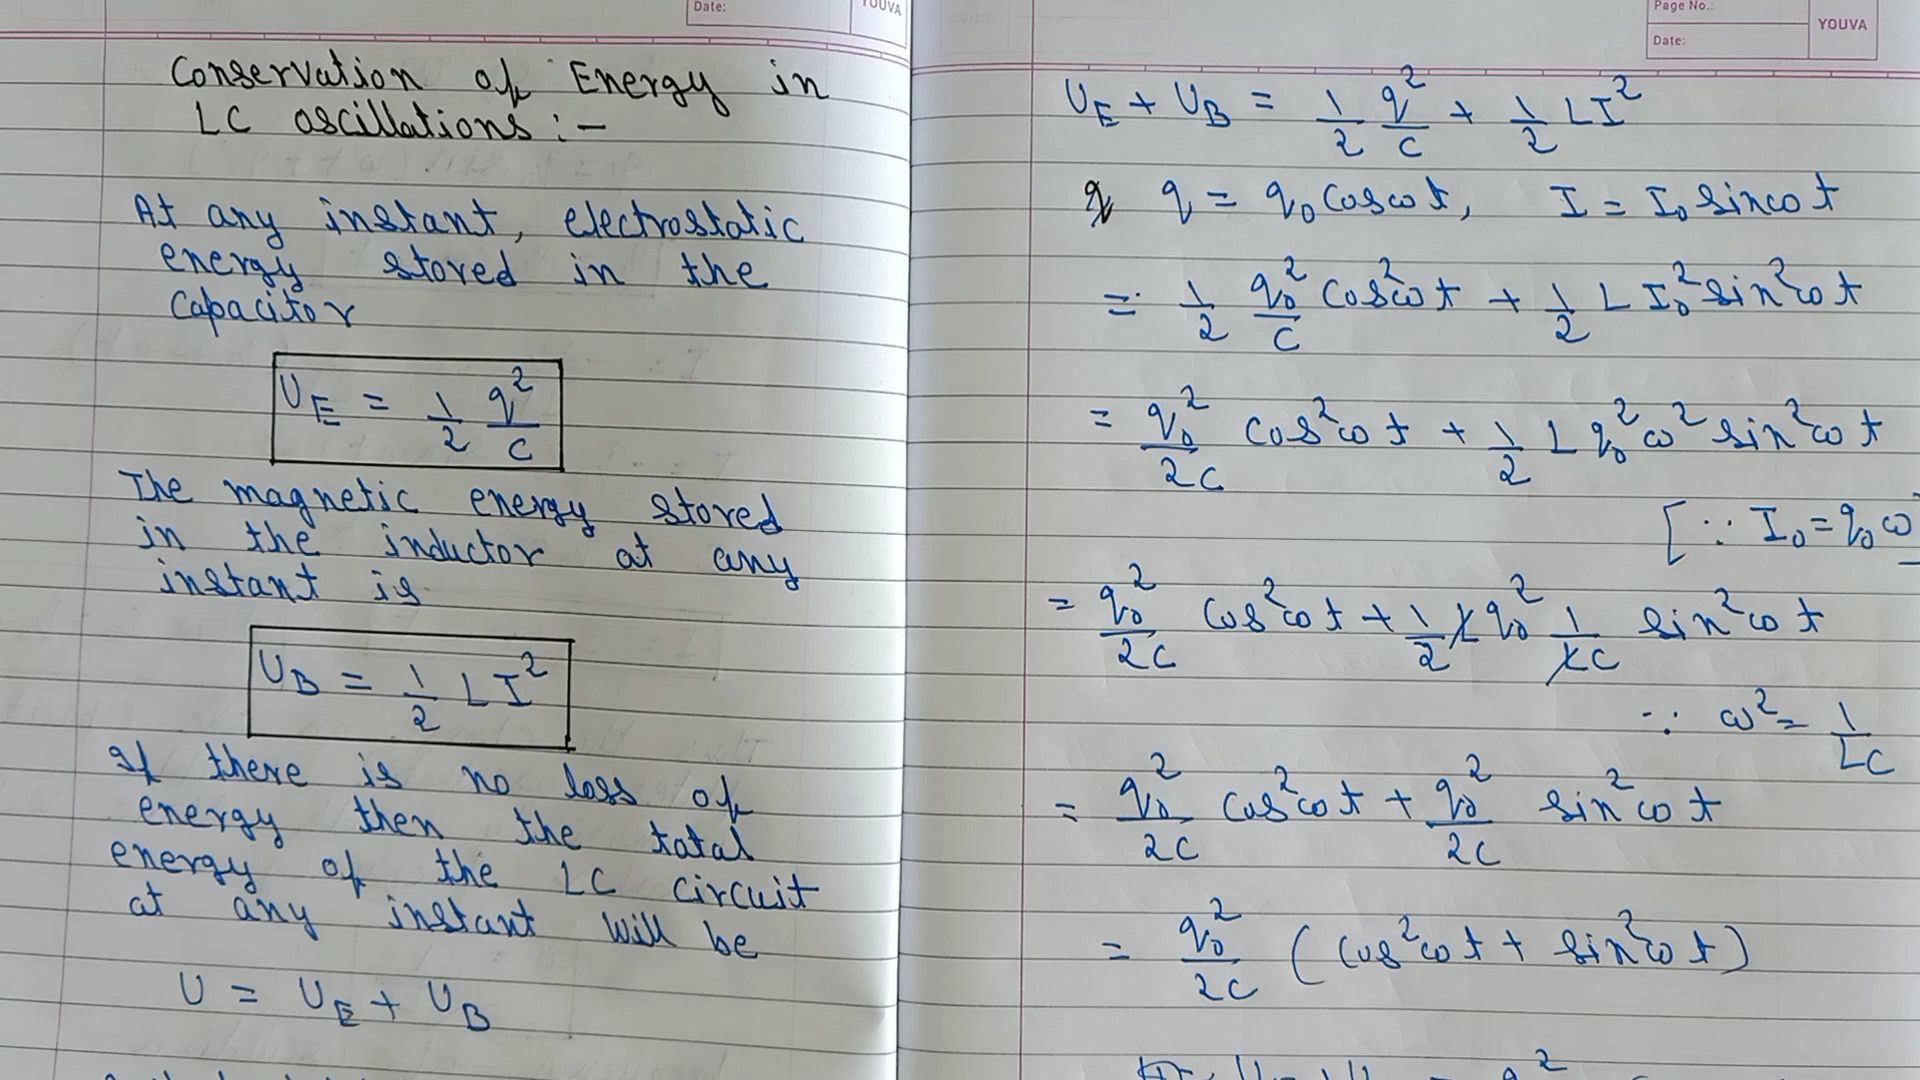 Date:
YOUVA
Conservation of Energy in
LC oscillations :-
At any instant, electrostatic
energy stored in the
Capacitor
U_E = 1/2 q²/C
The magnetic energy stored
in the inductor at any
instant is
U_B = 1/2 L I²
If there is no loss of
energy then the total
energy of the LC circuit
at any instant will be
U = U_E + U_B
Page No.:
Date:
YOUVA
U_E + U_B = 1/2 q²/C + 1/2 L I²
q = q₀ Cos ωt, I = I₀ sin ωt
= 1/2 q₀²/C Cos²ωt + 1/2 L I₀² sin²ωt
= q₀²/2C Cos²ωt + 1/2 L q₀² ω² sin²ωt
[∵ I₀ = q₀ω]
= q₀²/2C Cos²ωt + 1/2 L q₀² 1/LC sin²ωt
∵ ω² = 1/LC
= q₀²/2C Cos²ωt + q₀²/2C sin²ωt
= q₀²/2C (Cos²ωt + sin²ωt)